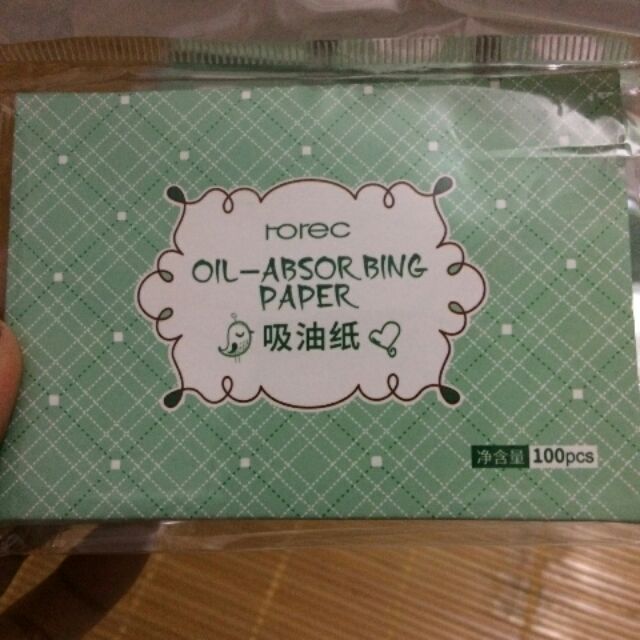 rorec
OIL-ABSORBING
PAPER
吸油纸
净含量 100pcs